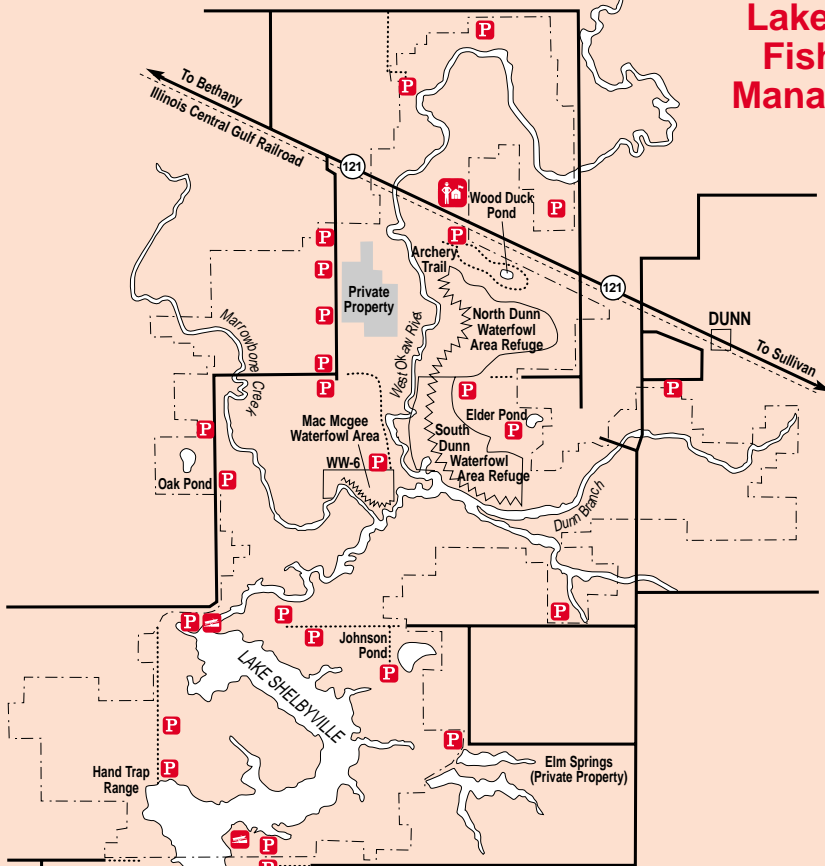 Lake
Fish
Mana
To Bethany
Illinois Central Gulf Railroad
121
P
P
Wood Duck
Pond
P
P
P
Archery
Trail
P
Private
Property
121
P
North Dunn
Waterfowl
Area Refuge
DUNN
To Sullivan
Marrowbone
Creek
West Okaw River
P
P
P
P
Mac Mcgee
Waterfowl Area
Elder Pond
P
P
South
Dunn
Waterfowl
Area Refuge
WW-6
P
Oak Pond
P
Dunn Branch
P
P
P
P
Johnson
Pond
P
LAKE SHELBYVILLE
P
P
Hand Trap
Range
P
Elm Springs
(Private Property)
P
P